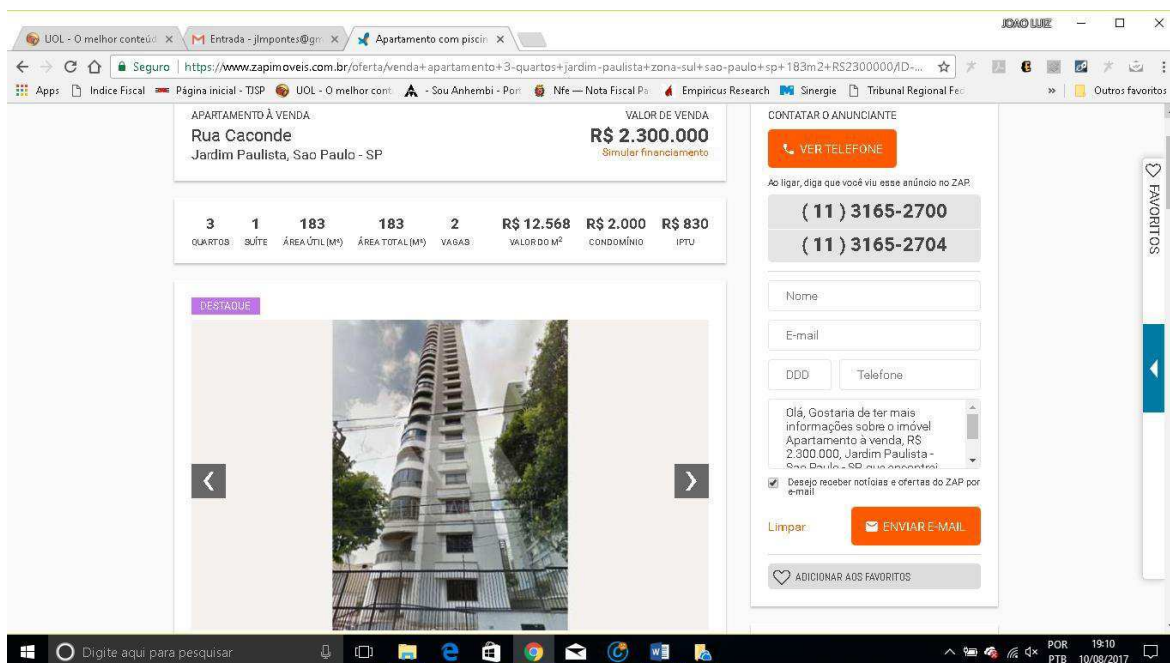 JOAO LUIZ
UOL - O melhor conteúd
Entrada - jlmpontes@gm
Apartamento com piscin
Seguro
https://www.zapimoveis.com.br/oferta/venda+apartamento+3-quartos+jardim-paulista+zona-sul+sao-paulo+sp+183m2+RS2300000/ID-...
Apps
Indice Fiscal
Página inicial - TJSP
UOL - O melhor cont
- Sou Anhembi - Port
Nfe — Nota Fiscal Pa
Empiricus Research
Sinergie
Tribunal Regional Fed
»
Outros favoritos
APARTAMENTO À VENDA
Rua Caconde
Jardim Paulista, Sao Paulo - SP
VALOR DE VENDA
R$ 2.300.000
Simular financiamento
3 1 183 183 2 R$ 12.568 R$ 2.000 R$ 830
QUARTOS SUÍTE ÁREA ÚTIL (M²) ÁREA TOTAL (M²) VAGAS VALOR DO M² CONDOMÍNIO IPTU
DESTAQUE
CONTATAR O ANUNCIANTE
VER TELEFONE
Ao ligar, diga que você viu esse anúncio no ZAP.
( 11 ) 3165-2700
( 11 ) 3165-2704
Nome
E-mail
DDD
Telefone
Olá, Gostaria de ter mais
informações sobre o imóvel
Apartamento à venda, R$
2.300.000, Jardim Paulista -
Sao Paulo - SP, que encontrei
Desejo receber notícias e ofertas do ZAP por
e-mail
Limpar
ENVIAR E-MAIL
ADICIONAR AOS FAVORITOS
FAVORITOS
Digite aqui para pesquisar
POR
PTB
19:10
10/08/2017